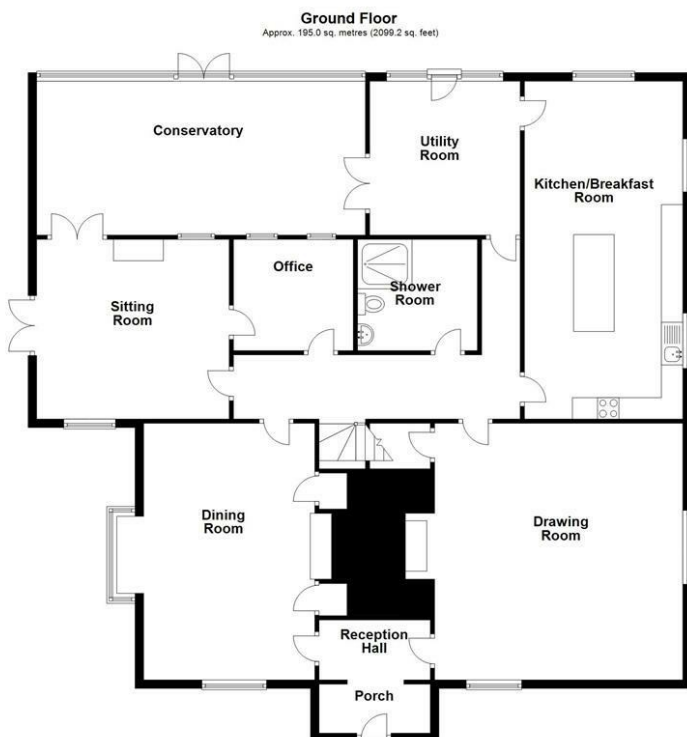 Ground Floor
Approx. 195.0 sq. metres (2099.2 sq. feet)
Conservatory
Utility
Room
Kitchen/Breakfast
Room
Office
Shower
Room
Sitting
Room
Dining
Room
Drawing
Room
Reception
Hall
Porch